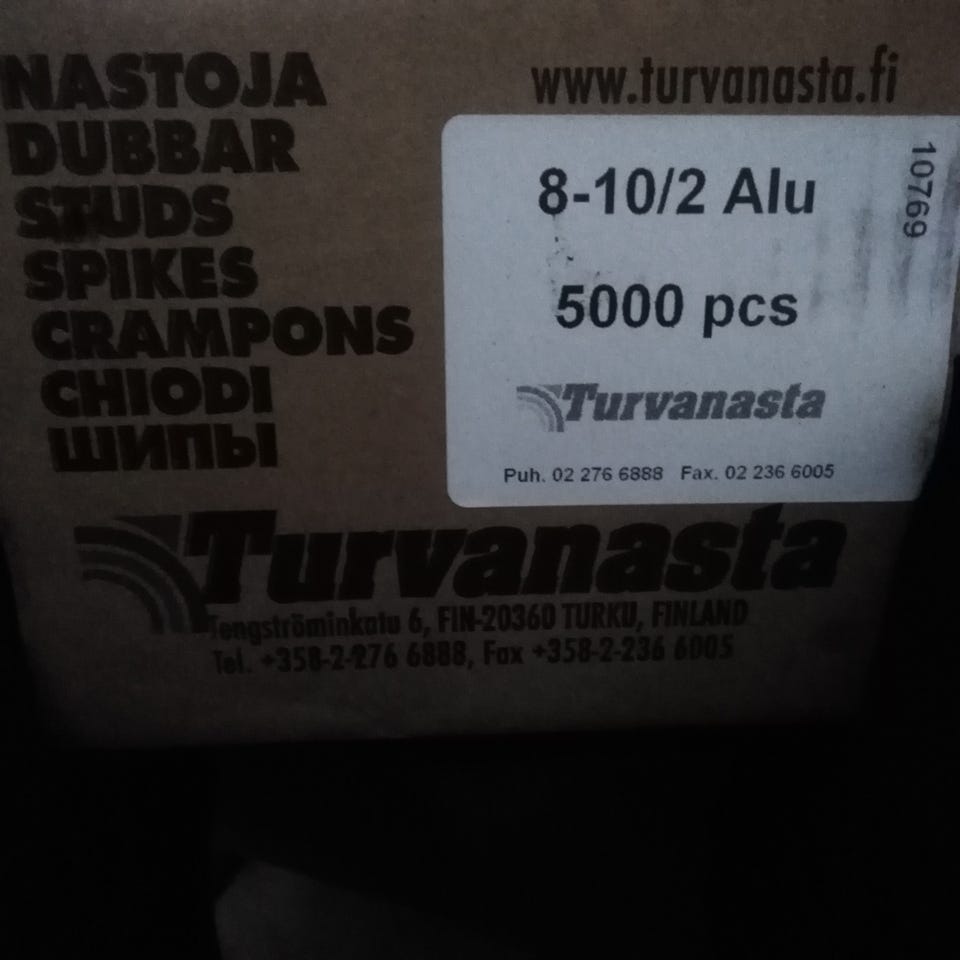 NASTOJA
DUBBAR
STUDS
SPIKES
CRAMPONS
CHIODI
ШИПЫ
www.turvanasta.fi
8-10/2 Alu
10769
5000 pcs
Turvanasta
Puh. 02 276 6888 Fax. 02 236 6005
Turvanasta
Tengströminkatu 6, FIN-20360 TURKU, FINLAND
Tel. +358-2-276 6888, Fax +358-2-236 6005